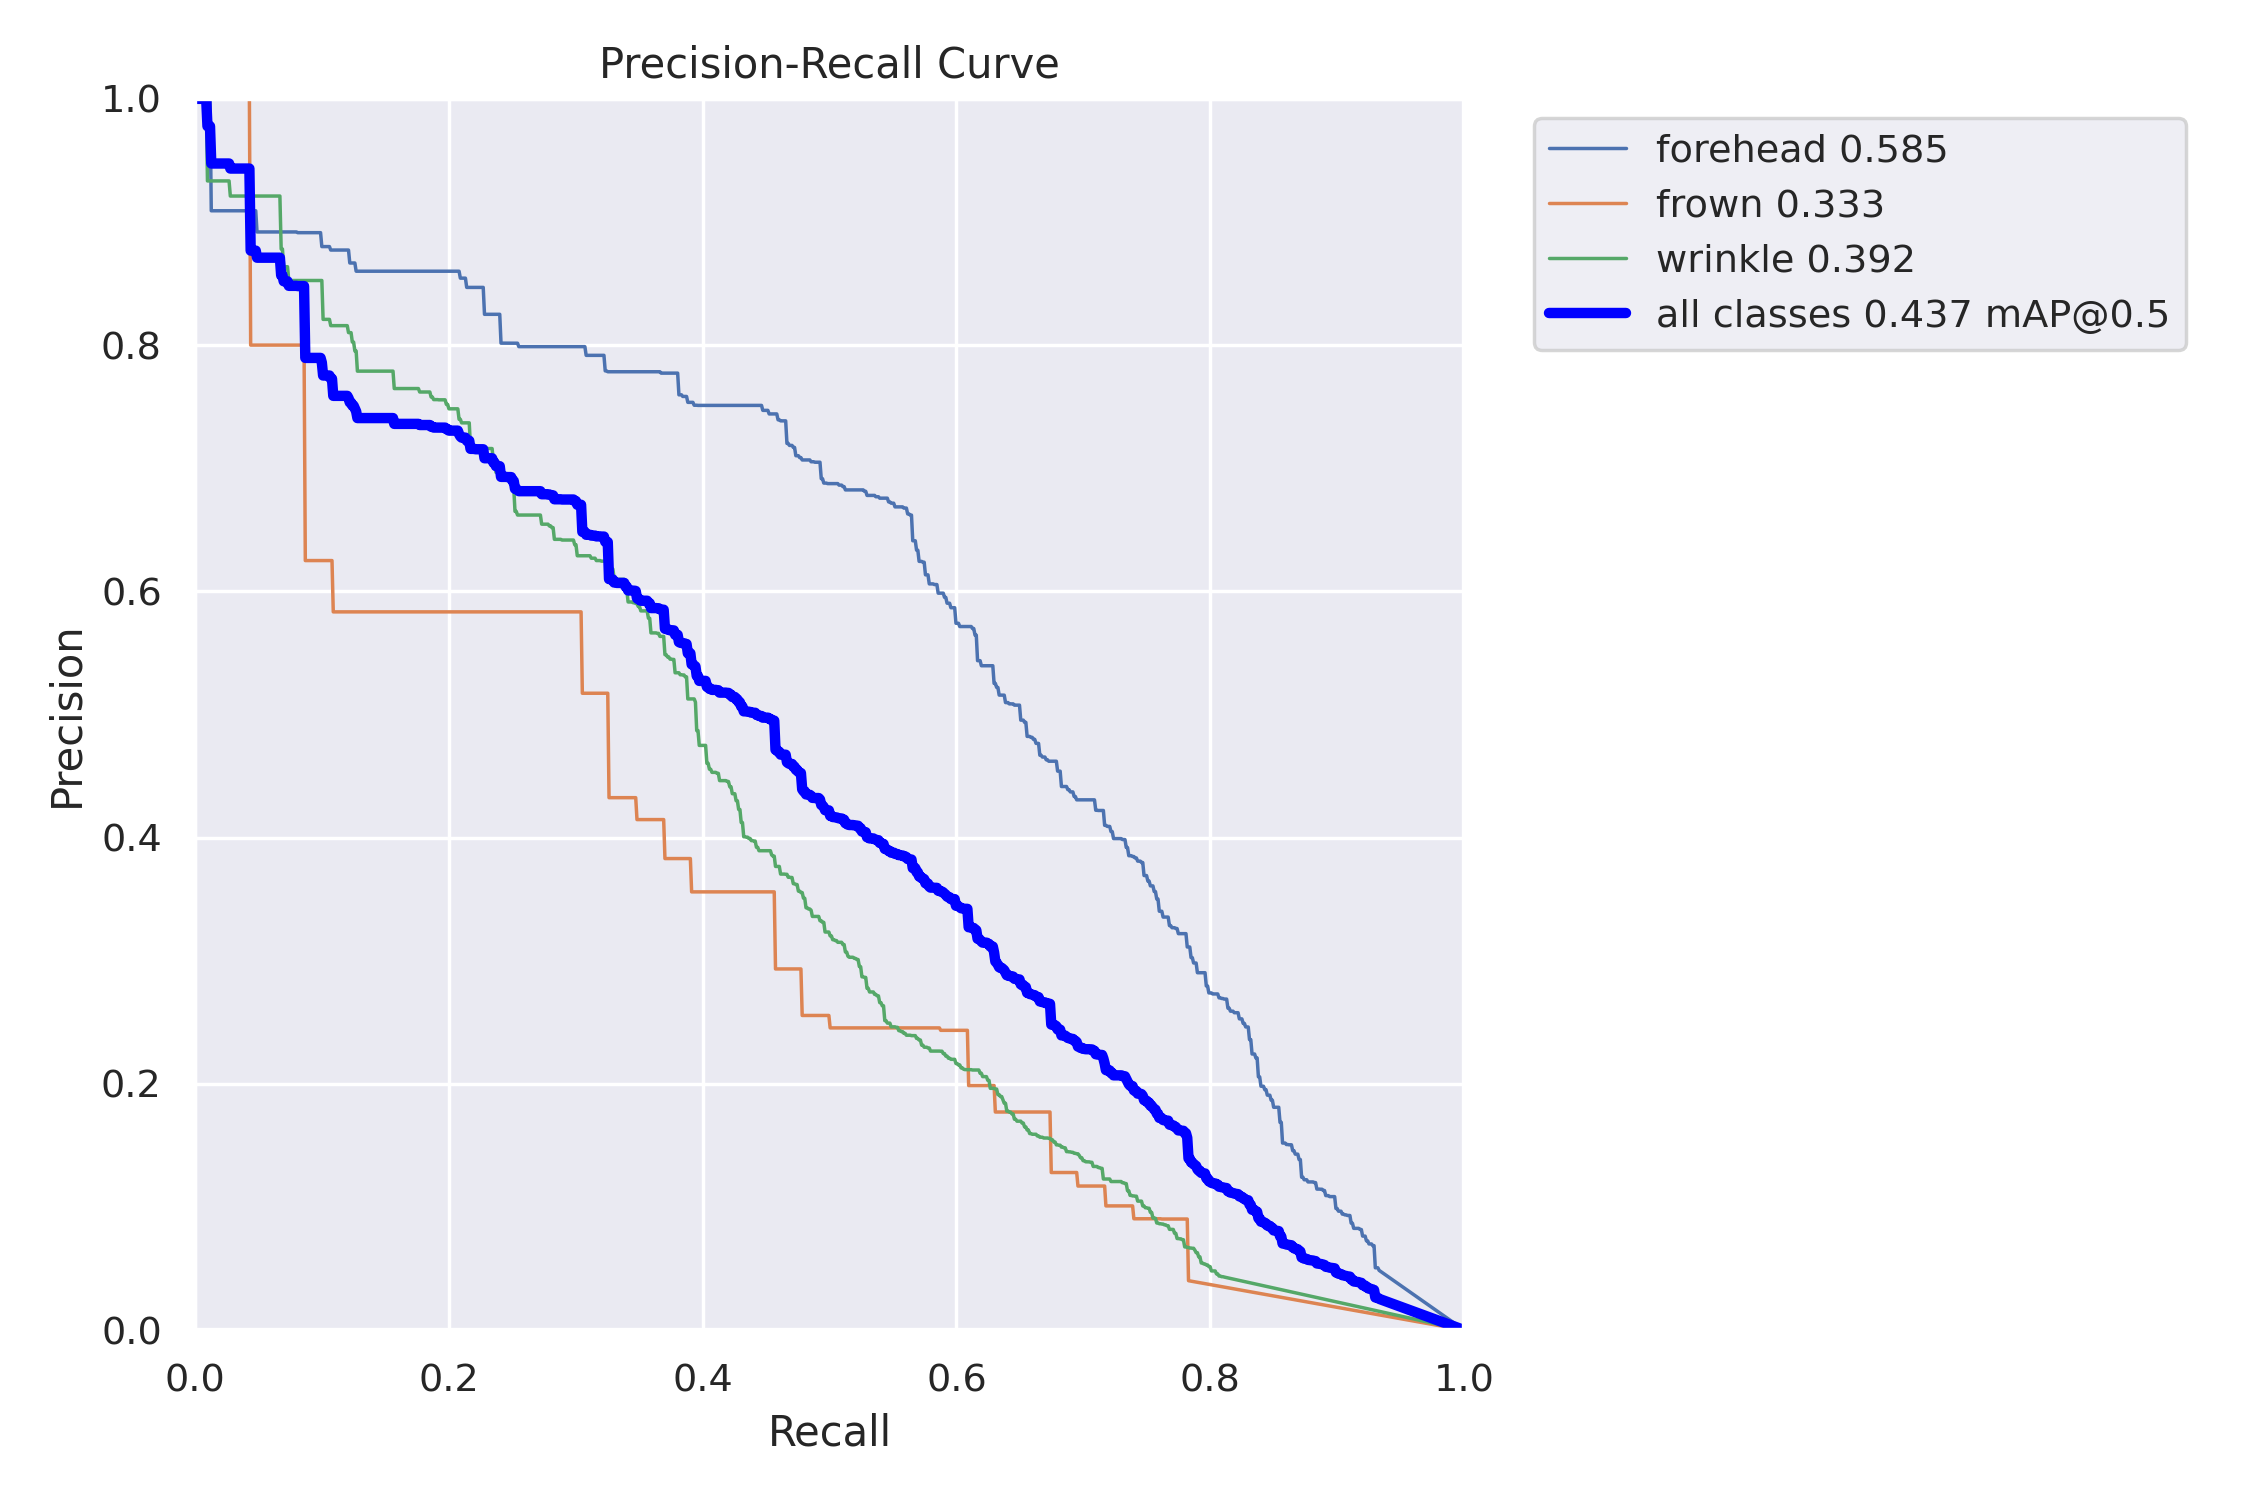 Precision-Recall Curve
forehead 0.585
frown 0.333
wrinkle 0.392
all classes 0.437 mAP@0.5
Precision
1.0
0.8
0.6
0.4
0.2
0.0
0.0 0.2 0.4 0.6 0.8 1.0
Recall